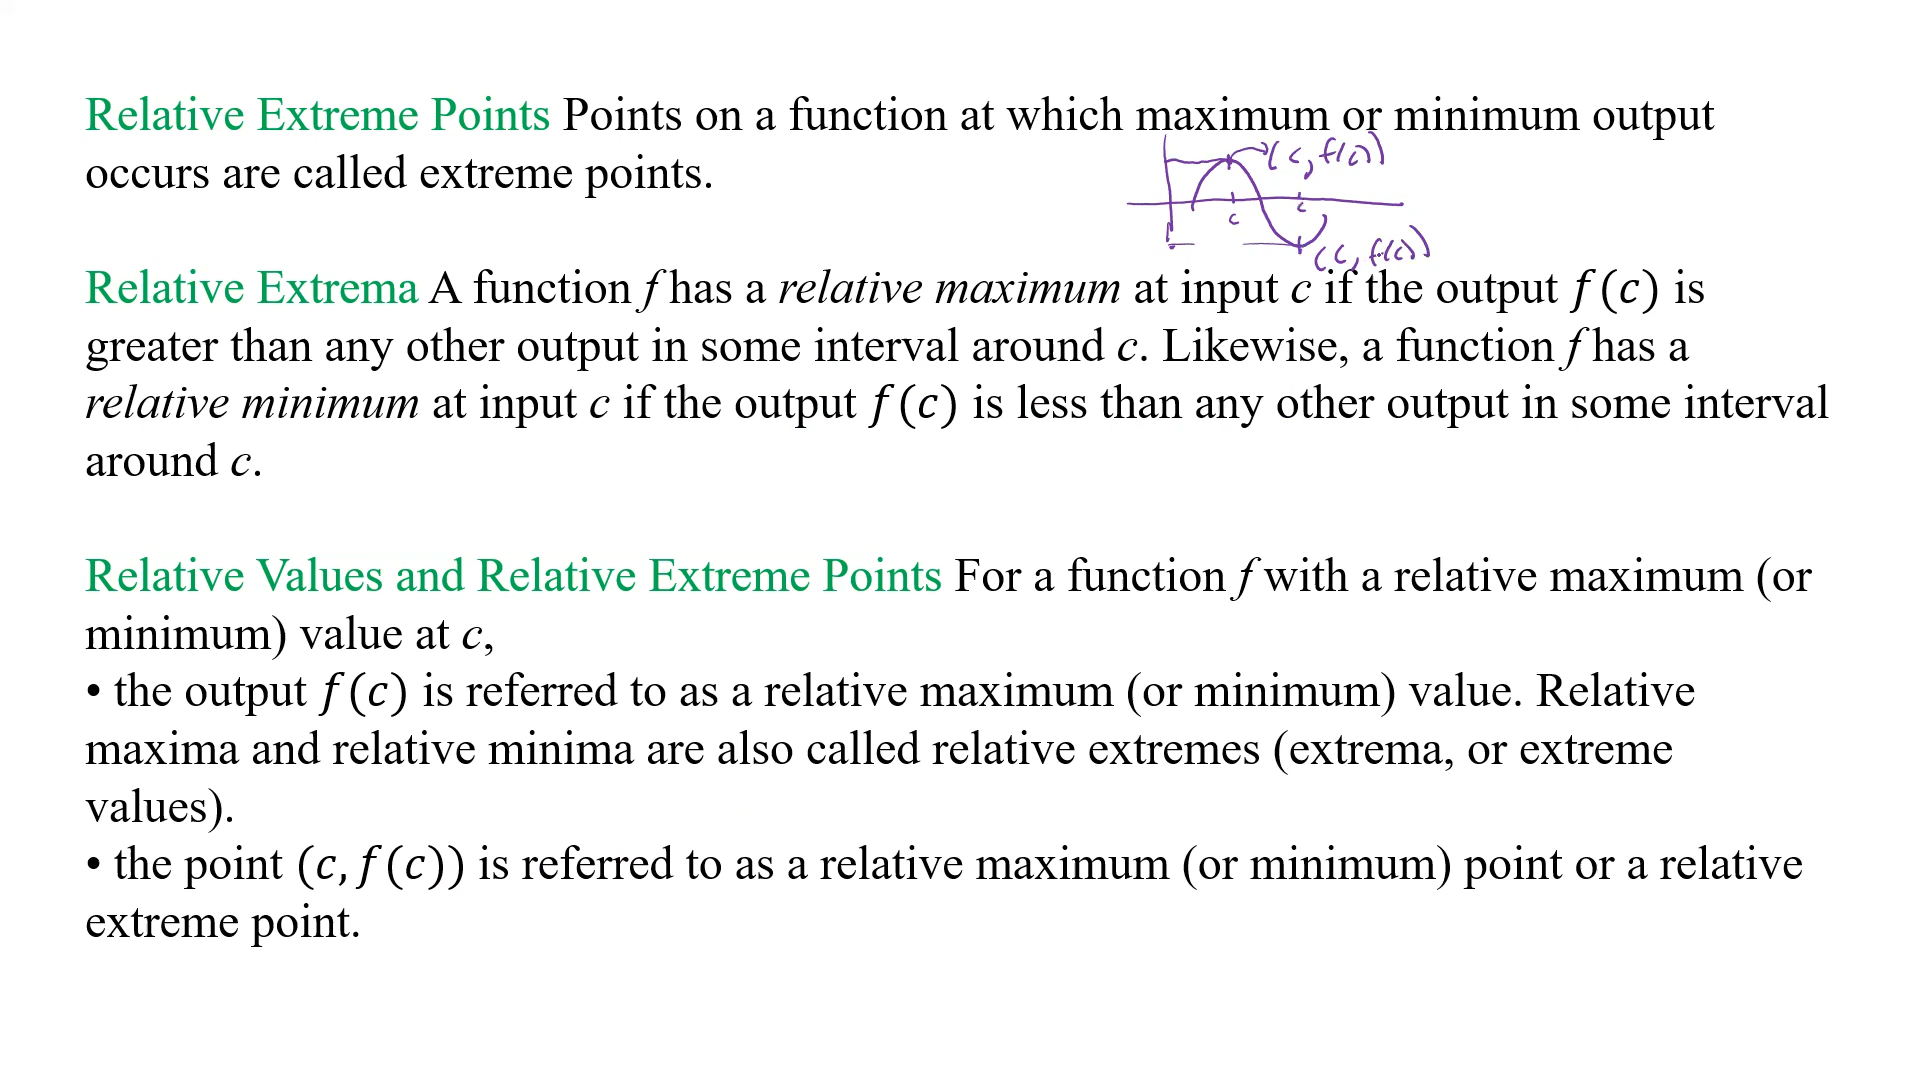 Relative Extreme Points Points on a function at which maximum or minimum output
occurs are called extreme points.
(c, f(c))
c
c
(c, f(c))
Relative Extrema A function f has a relative maximum at input c if the output f(c) is
greater than any other output in some interval around c. Likewise, a function f has a
relative minimum at input c if the output f(c) is less than any other output in some interval
around c.
Relative Values and Relative Extreme Points For a function f with a relative maximum (or
minimum) value at c,
• the output f(c) is referred to as a relative maximum (or minimum) value. Relative
maxima and relative minima are also called relative extremes (extrema, or extreme
values).
• the point (c, f(c)) is referred to as a relative maximum (or minimum) point or a relative
extreme point.